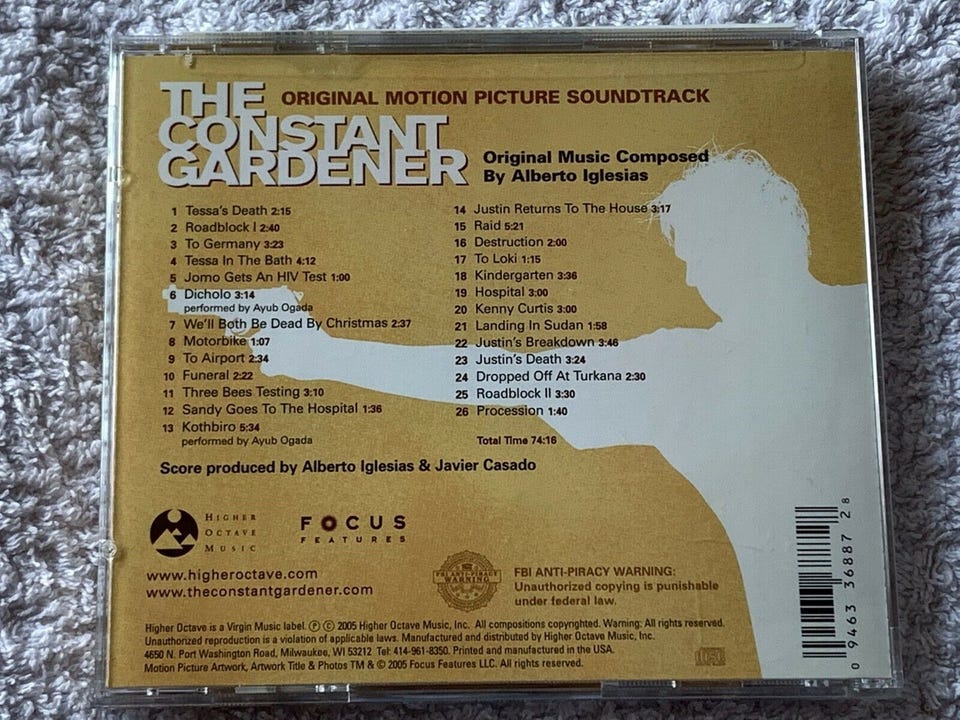 THE
CONSTANT
GARDENER
ORIGINAL MOTION PICTURE SOUNDTRACK
Original Music Composed
By Alberto Iglesias
1 Tessa's Death 2:15
2 Roadblock I 2:40
3 To Germany 3:23
4 Tessa In The Bath 4:12
5 Jomo Gets An HIV Test 1:00
6 Dicholo 3:14
performed by Ayub Ogada
7 We'll Both Be Dead By Christmas 2:37
8 Motorbike 1:07
9 To Airport 2:34
10 Funeral 2:22
11 Three Bees Testing 3:10
12 Sandy Goes To The Hospital 1:36
13 Kothbiro 5:34
performed by Ayub Ogada
14 Justin Returns To The House 3:17
15 Raid 5:21
16 Destruction 2:00
17 To Loki 1:15
18 Kindergarten 3:36
19 Hospital 3:00
20 Kenny Curtis 3:00
21 Landing In Sudan 1:58
22 Justin's Breakdown 3:46
23 Justin's Death 3:24
24 Dropped Off At Turkana 2:30
25 Roadblock II 3:30
26 Procession 1:40
Total Time 74:16
Score produced by Alberto Iglesias & Javier Casado
HIGHER
OCTAVE
MUSIC
FOCUS
FEATURES
www.higheroctave.com
www.theconstantgardener.com
FBI ANTI-PIRACY
WARNING
FBI ANTI-PIRACY WARNING:
Unauthorized copying is punishable
under federal law.
Higher Octave is a Virgin Music label. ℗ © 2005 Higher Octave Music, Inc. All compositions copyrighted. Warning: All rights reserved.
Unauthorized reproduction is a violation of applicable laws. Manufactured and distributed by Higher Octave Music, Inc.
4650 N. Port Washington Road, Milwaukee, WI 53212 Tel: 414-961-8350. Printed and manufactured in the USA.
Motion Picture Artwork, Artwork Title & Photos TM & © 2005 Focus Features LLC. All rights reserved.
0 9463 36887 2 8